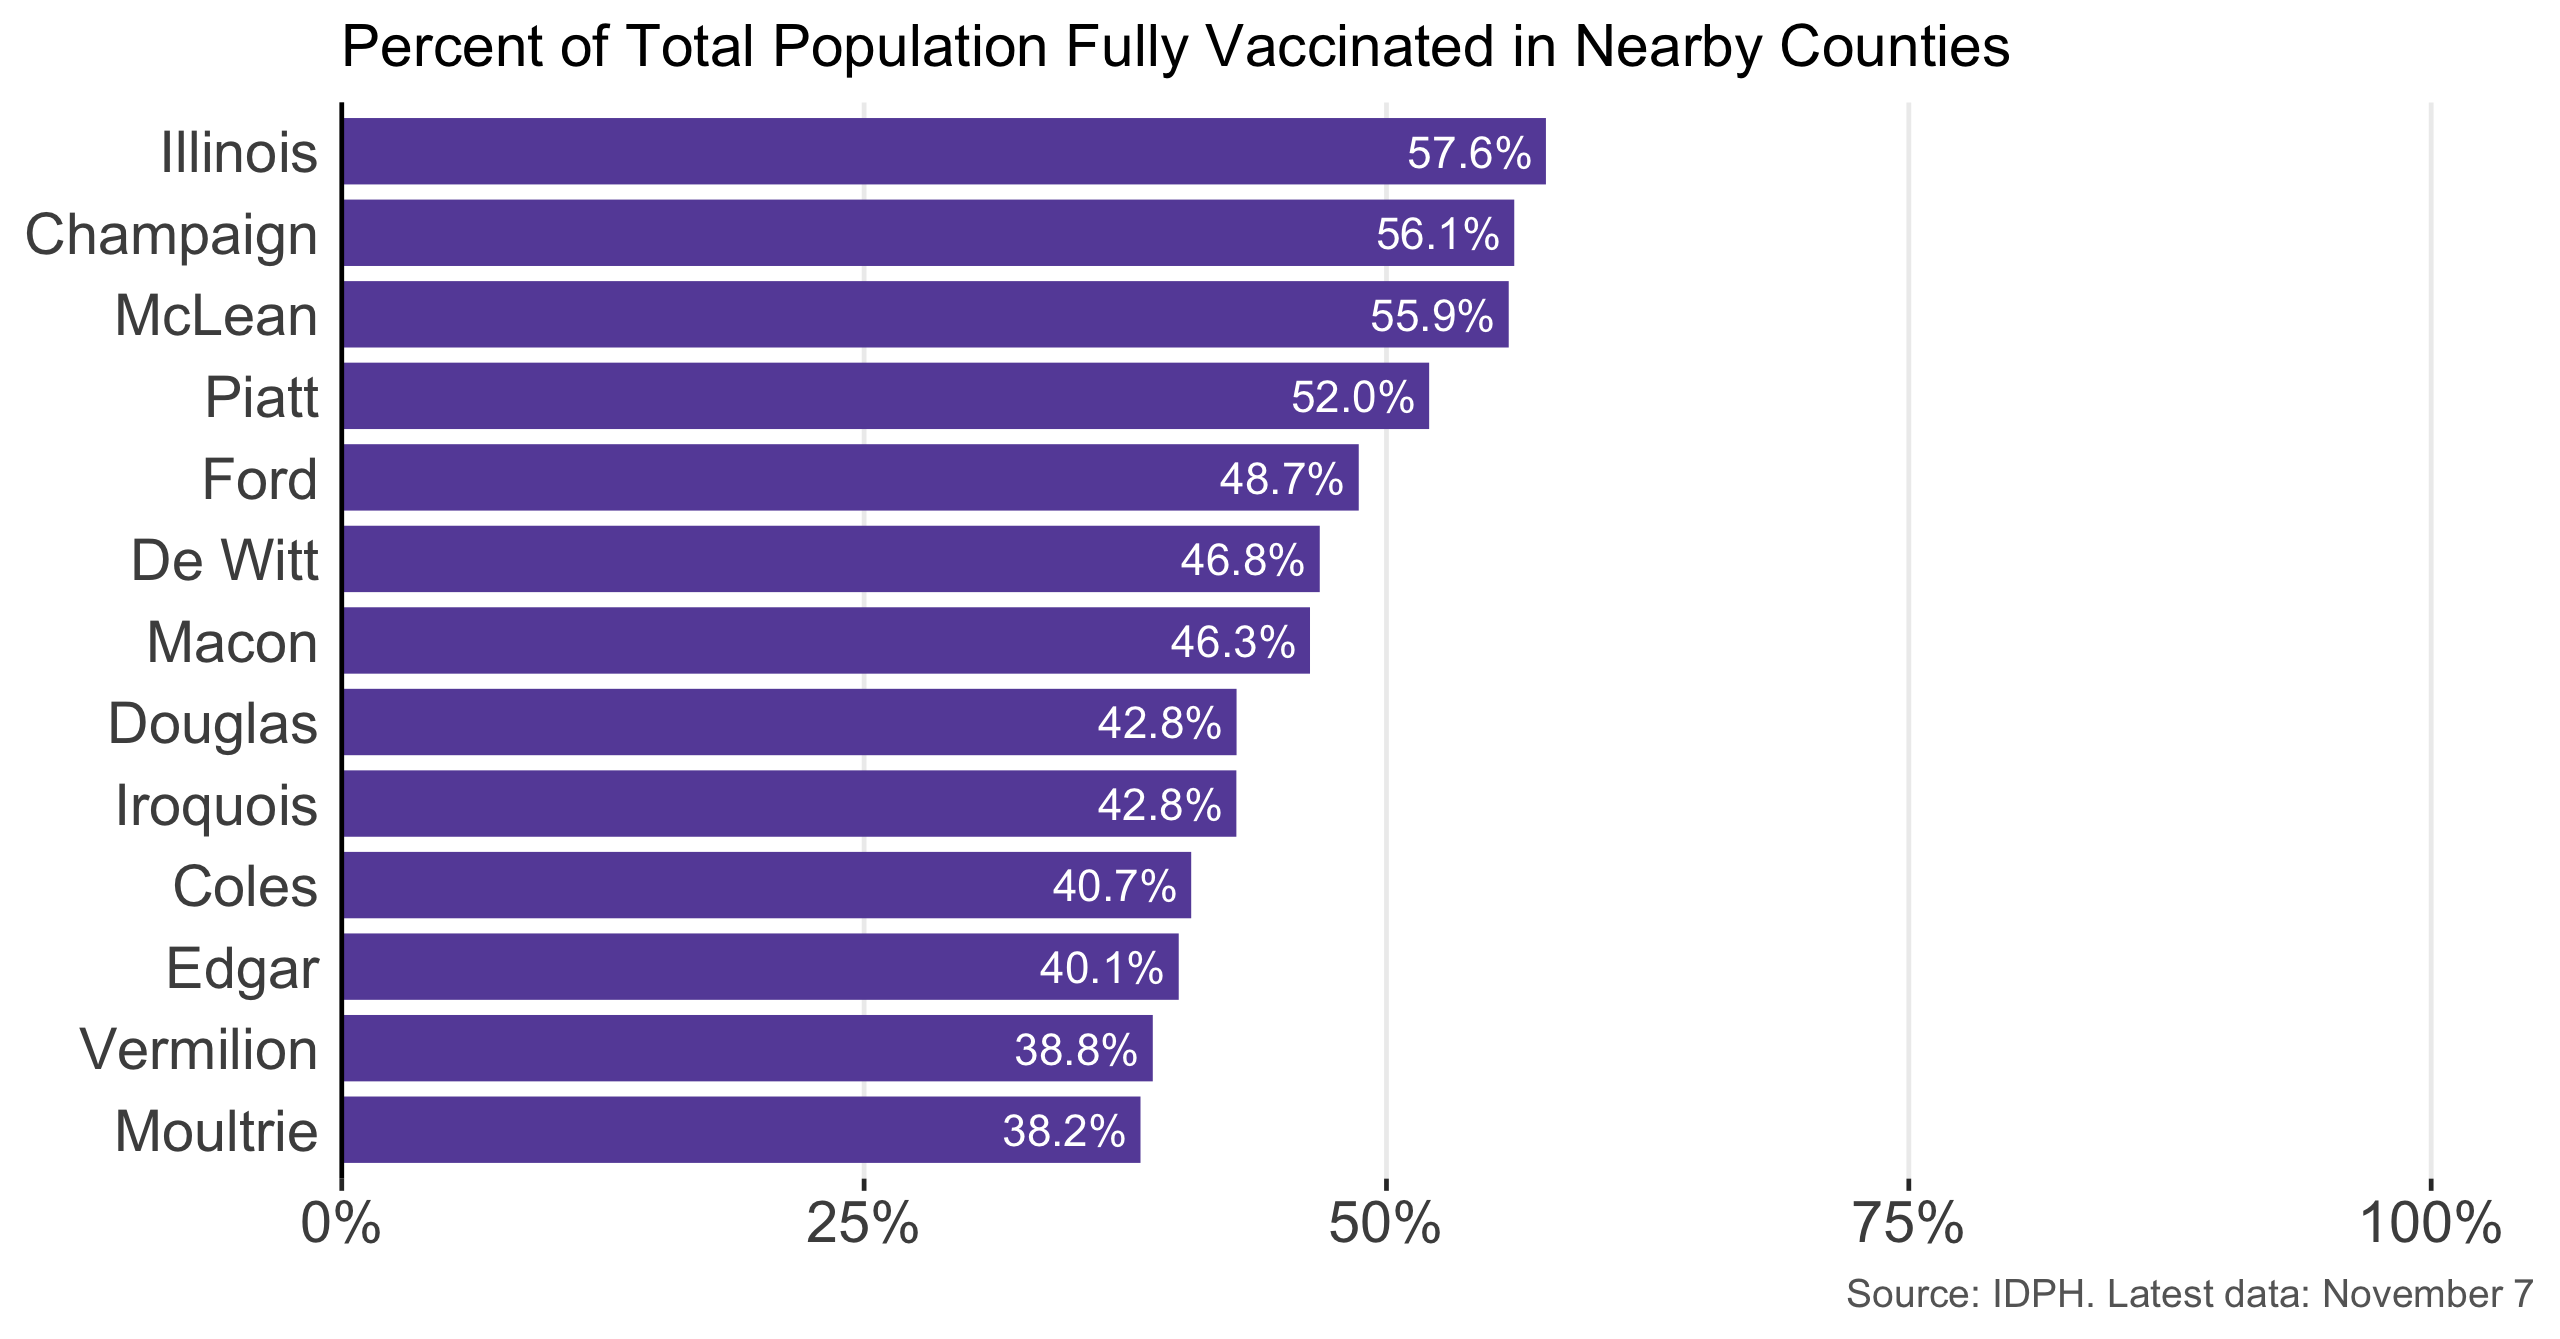 Percent of Total Population Fully Vaccinated in Nearby Counties
Illinois 57.6%
Champaign 56.1%
McLean 55.9%
Piatt 52.0%
Ford 48.7%
De Witt 46.8%
Macon 46.3%
Douglas 42.8%
Iroquois 42.8%
Coles 40.7%
Edgar 40.1%
Vermilion 38.8%
Moultrie 38.2%
0% 25% 50% 75% 100%
Source: IDPH. Latest data: November 7